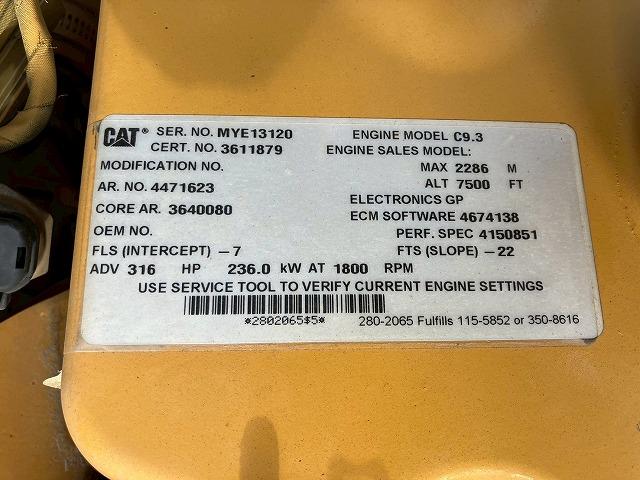 CAT® SER. NO. MYE13120 ENGINE MODEL C9.3
CERT. NO. 3611879 ENGINE SALES MODEL:
MODIFICATION NO. MAX 2286 M
AR. NO. 4471623 ALT 7500 FT
ELECTRONICS GP
CORE AR. 3640080 ECM SOFTWARE 4674138
OEM NO. PERF. SPEC 4150851
FLS (INTERCEPT) -7 FTS (SLOPE) -22
ADV 316 HP 236.0 kW AT 1800 RPM
USE SERVICE TOOL TO VERIFY CURRENT ENGINE SETTINGS
*2802065$5* 280-2065 Fulfills 115-5852 or 350-8616